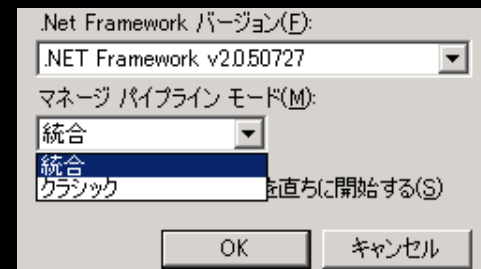 .Net Framework バージョン(F):
.NET Framework v2.0.50727
マネージ パイプライン モード(M):
統合
統合
クラシック
を直ちに開始する(S)
OK キャンセル